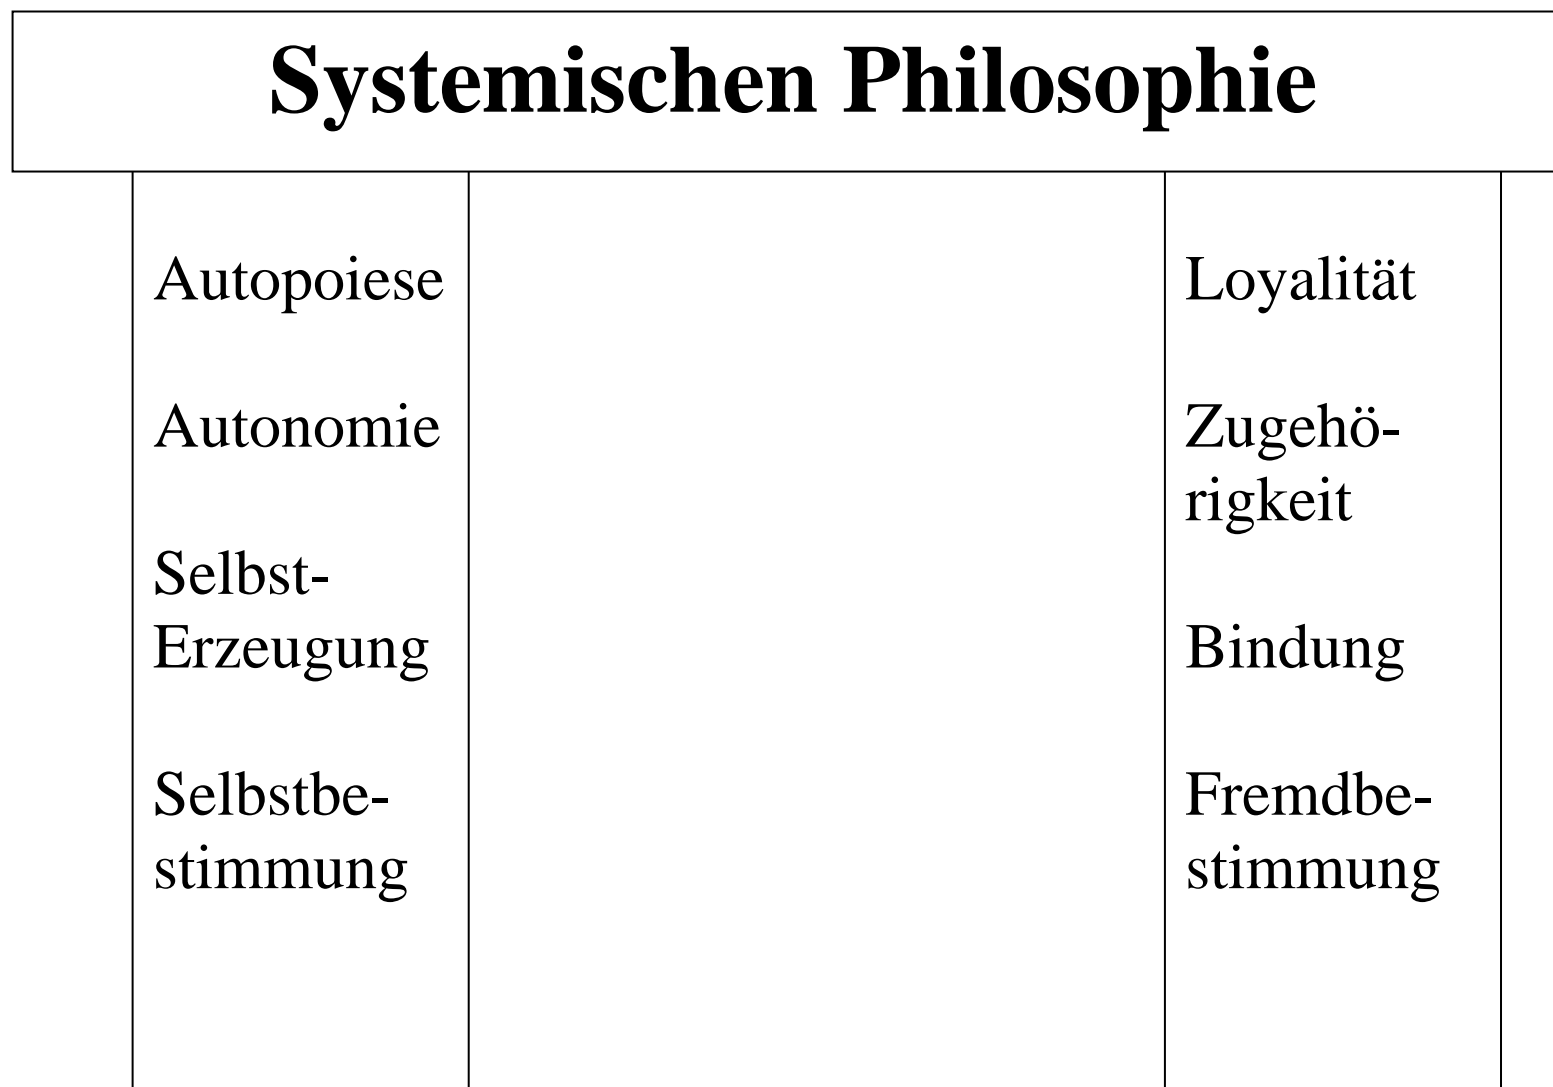 Systemischen Philosophie
Autopoiese
Autonomie
Selbst-
Erzeugung
Selbstbe-
stimmung
Loyalität
Zugehö-
rigkeit
Bindung
Fremdbe-
stimmung